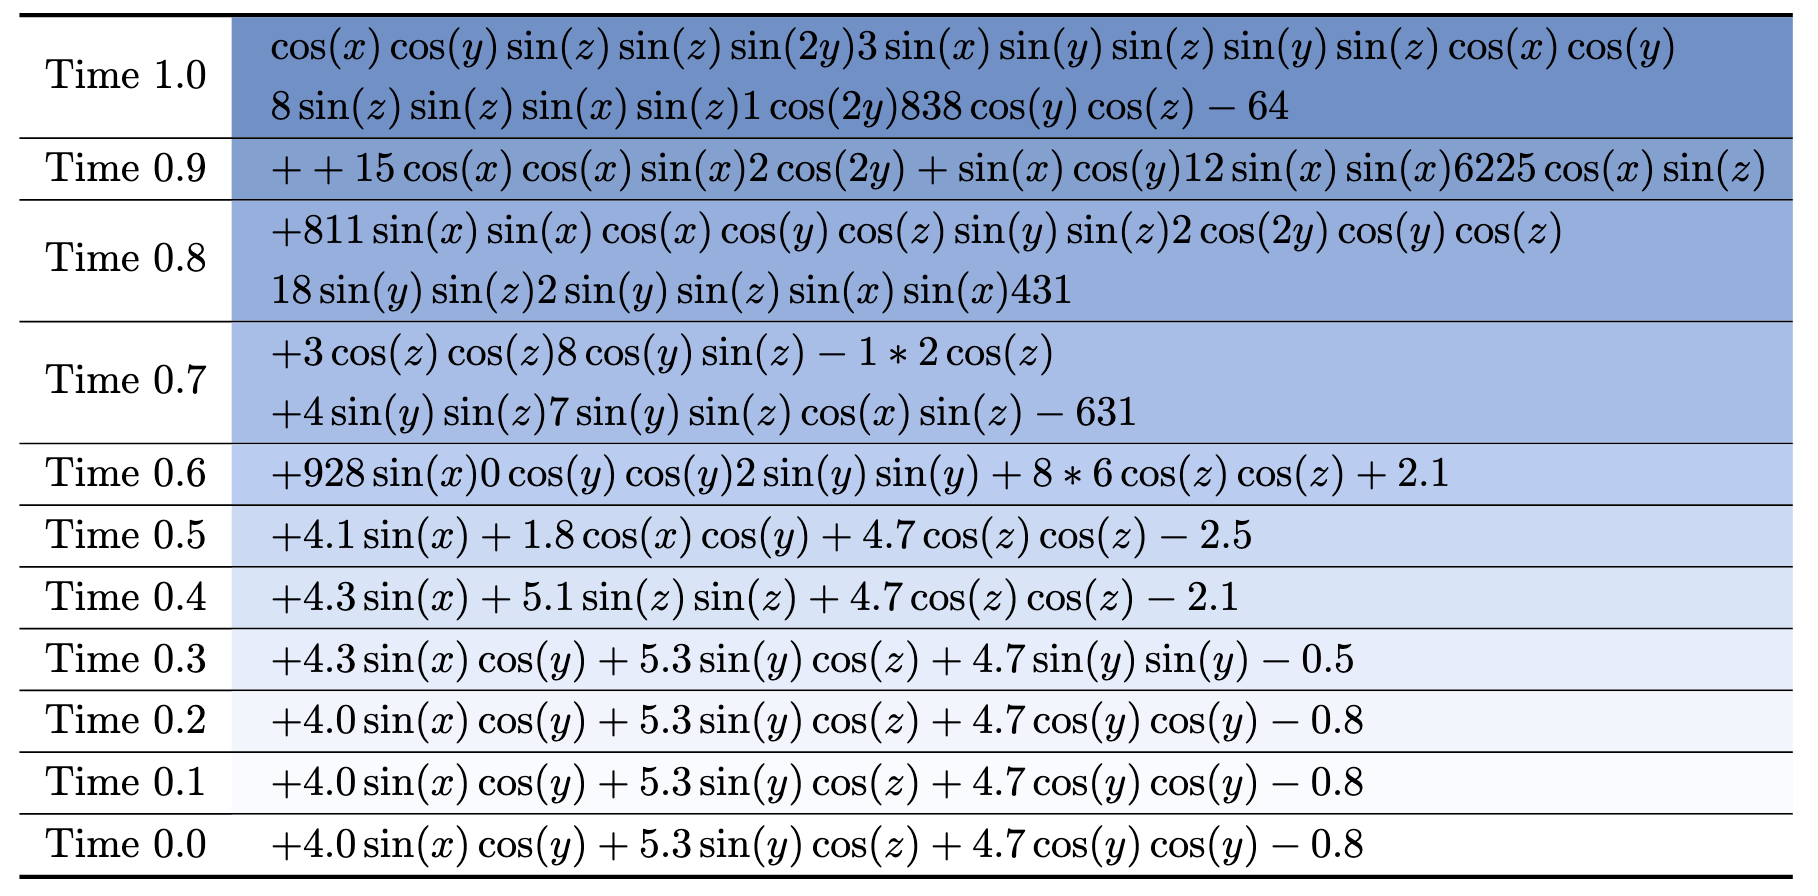 Time 1.0
cos(x) cos(y) sin(z) sin(z) sin(2y)3 sin(x) sin(y) sin(z) sin(y) sin(z) cos(x) cos(y)
8 sin(z) sin(z) sin(x) sin(z)1 cos(2y)838 cos(y) cos(z) − 64
Time 0.9
+ + 15 cos(x) cos(x) sin(x)2 cos(2y) + sin(x) cos(y)12 sin(x) sin(x)6225 cos(x) sin(z)
Time 0.8
+811 sin(x) sin(x) cos(x) cos(y) cos(z) sin(y) sin(z)2 cos(2y) cos(y) cos(z)
18 sin(y) sin(z)2 sin(y) sin(z) sin(x) sin(x)431
Time 0.7
+3 cos(z) cos(z)8 cos(y) sin(z) − 1 ∗ 2 cos(z)
+4 sin(y) sin(z)7 sin(y) sin(z) cos(x) sin(z) − 631
Time 0.6
+928 sin(x)0 cos(y) cos(y)2 sin(y) sin(y) + 8 ∗ 6 cos(z) cos(z) + 2.1
Time 0.5
+4.1 sin(x) + 1.8 cos(x) cos(y) + 4.7 cos(z) cos(z) − 2.5
Time 0.4
+4.3 sin(x) + 5.1 sin(z) sin(z) + 4.7 cos(z) cos(z) − 2.1
Time 0.3
+4.3 sin(x) cos(y) + 5.3 sin(y) cos(z) + 4.7 sin(y) sin(y) − 0.5
Time 0.2
+4.0 sin(x) cos(y) + 5.3 sin(y) cos(z) + 4.7 cos(y) cos(y) − 0.8
Time 0.1
+4.0 sin(x) cos(y) + 5.3 sin(y) cos(z) + 4.7 cos(y) cos(y) − 0.8
Time 0.0
+4.0 sin(x) cos(y) + 5.3 sin(y) cos(z) + 4.7 cos(y) cos(y) − 0.8